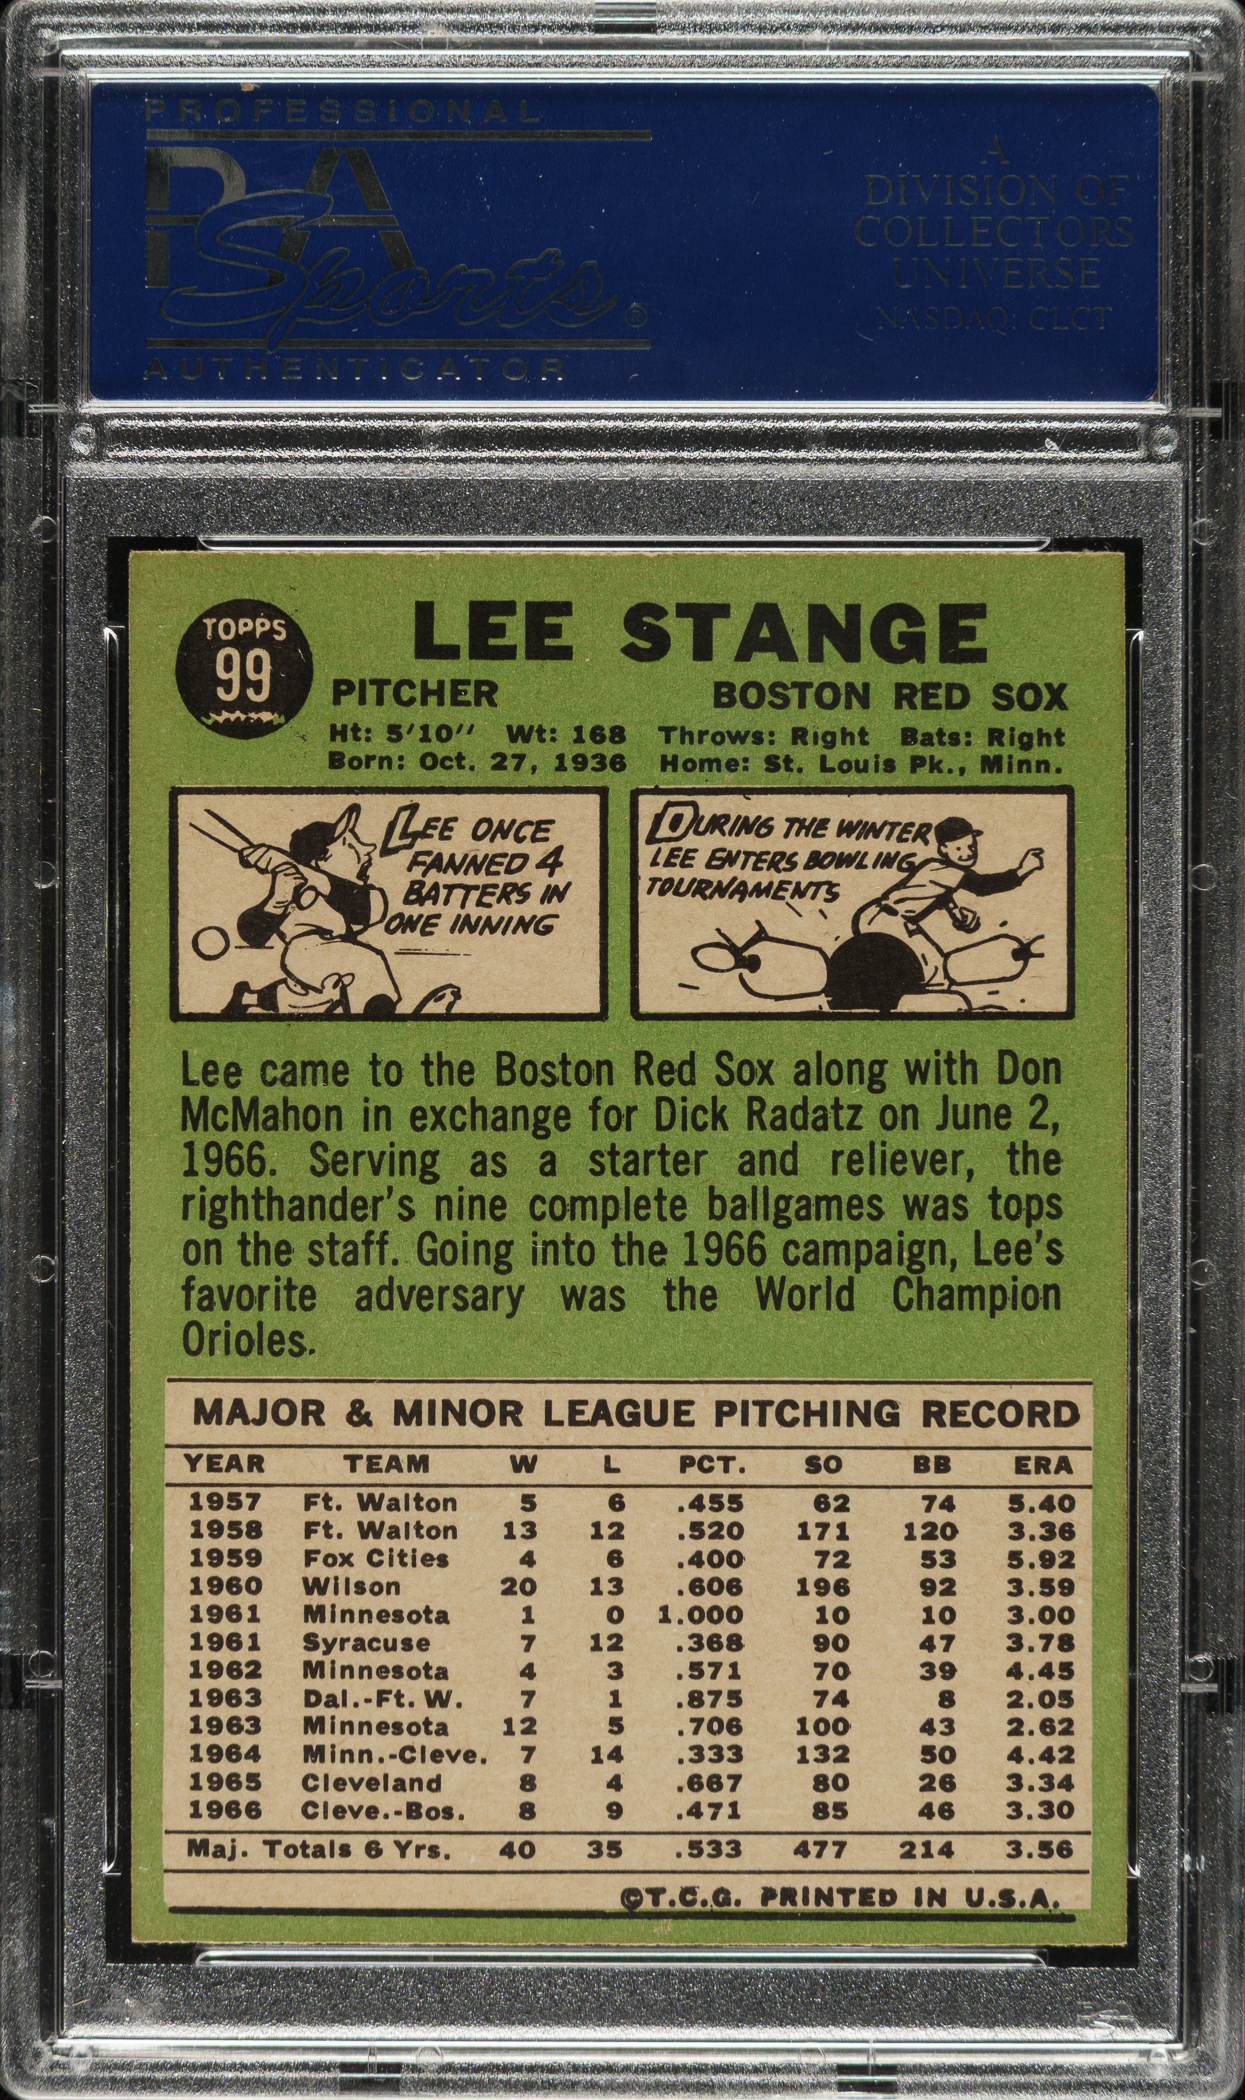 PROFESSIONAL
PSA
Sports®
AUTHENTICATOR
A
DIVISION OF
COLLECTORS
UNIVERSE
NASDAQ: CLCT
TOPPS
99
LEE STANGE
PITCHER BOSTON RED SOX
Ht: 5'10'' Wt: 168 Throws: Right Bats: Right
Born: Oct. 27, 1936 Home: St. Louis Pk., Minn.
LEE ONCE
FANNED 4
BATTERS IN
ONE INNING
DURING THE WINTER
LEE ENTERS BOWLING
TOURNAMENTS
Lee came to the Boston Red Sox along with Don
McMahon in exchange for Dick Radatz on June 2,
1966. Serving as a starter and reliever, the
righthander's nine complete ballgames was tops
on the staff. Going into the 1966 campaign, Lee's
favorite adversary was the World Champion
Orioles.
MAJOR & MINOR LEAGUE PITCHING RECORD
YEAR TEAM W L PCT. SO BB ERA
1957 Ft. Walton 5 6 .455 62 74 5.40
1958 Ft. Walton 13 12 .520 171 120 3.36
1959 Fox Cities 4 6 .400 72 53 5.92
1960 Wilson 20 13 .606 196 92 3.59
1961 Minnesota 1 0 1.000 10 10 3.00
1961 Syracuse 7 12 .368 90 47 3.78
1962 Minnesota 4 3 .571 70 39 4.45
1963 Dal.-Ft. W. 7 1 .875 74 8 2.05
1963 Minnesota 12 5 .706 100 43 2.62
1964 Minn.-Cleve. 7 14 .333 132 50 4.42
1965 Cleveland 8 4 .667 80 26 3.34
1966 Cleve.-Bos. 8 9 .471 85 46 3.30
Maj. Totals 6 Yrs. 40 35 .533 477 214 3.56
©T.C.G. PRINTED IN U.S.A.